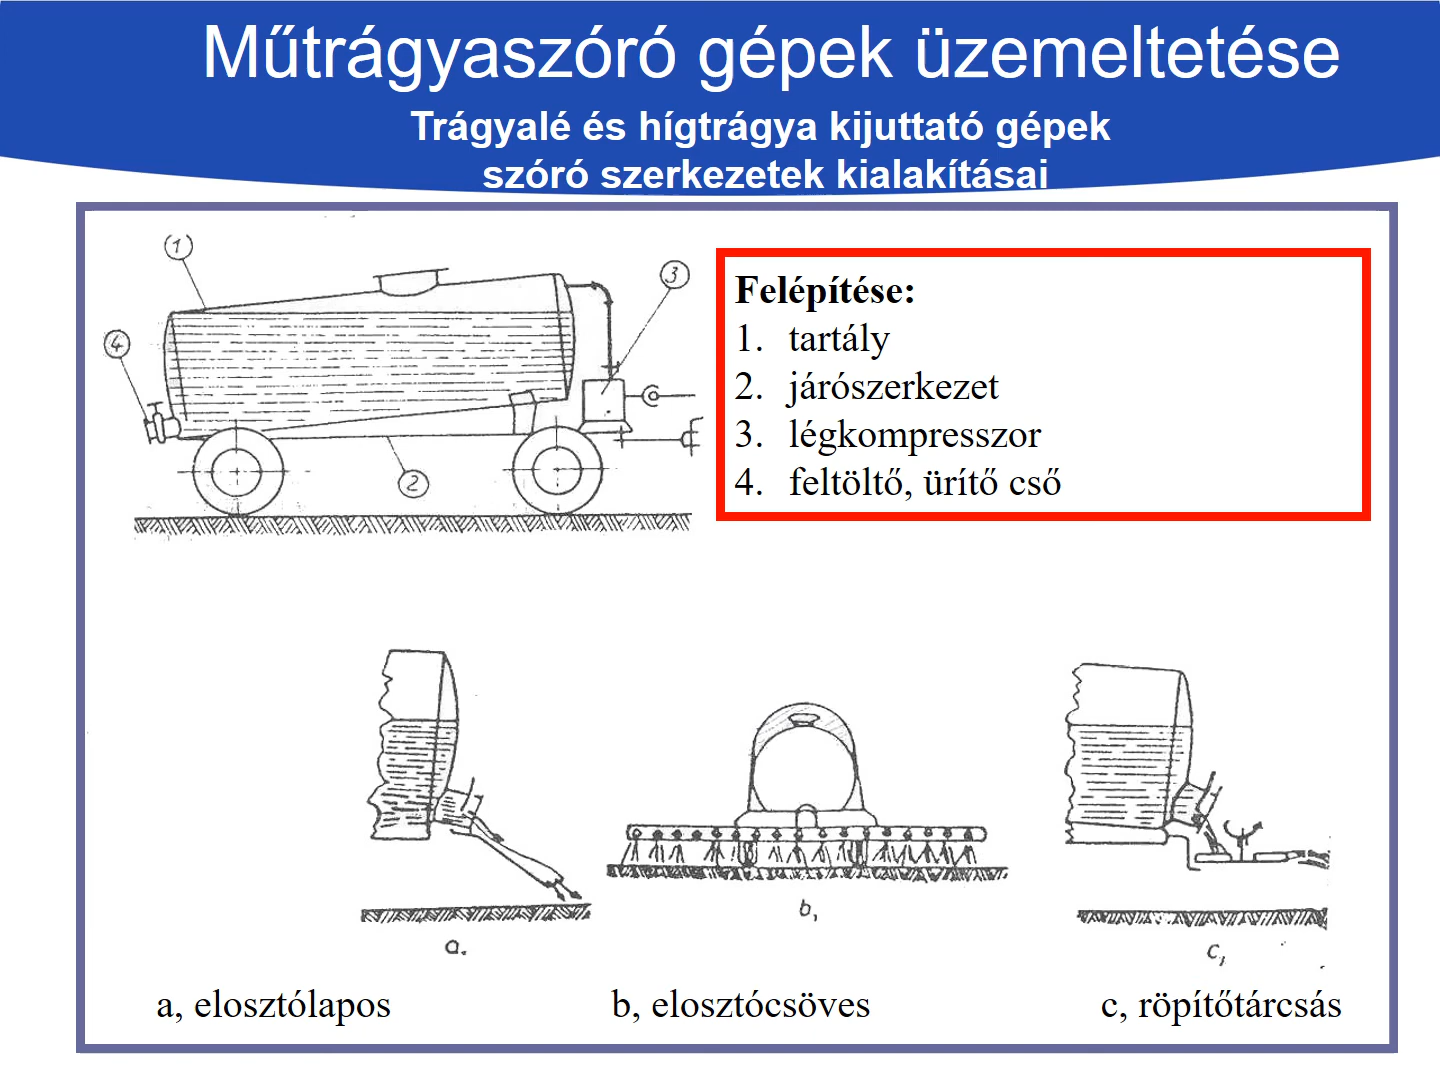 Műtrágyaszóró gépek üzemeltetése
Trágyalé és hígtrágya kijuttató gépek
szóró szerkezetek kialakításai
1
3
4
2
Felépítése:
1. tartály
2. járószerkezet
3. légkompresszor
4. feltöltő, ürítő cső
a.
b,
c,
a, elosztólapos
b, elosztócsöves
c, röpítőtárcsás